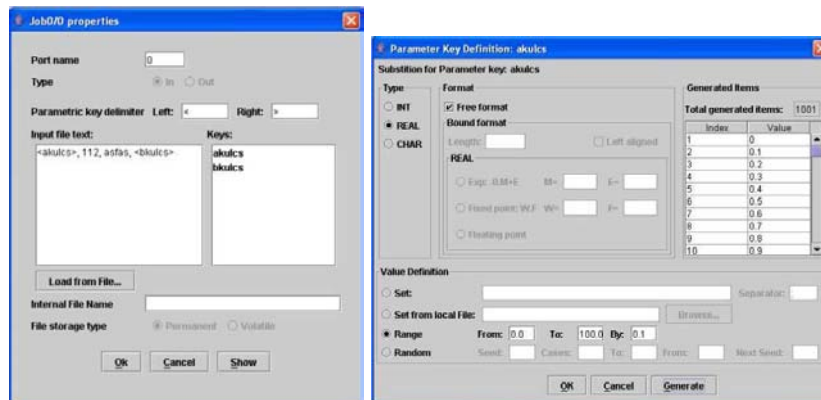 Job0/0 properties
Port name 0
Type In Out
Parametric key delimiter Left: < Right: >
Input file text: Keys:
<akulcs>, 112, asfas, <bkulcs>
akulcs
bkulcs
Load from File...
Internal File Name
File storage type Permanent Volatile
Ok Cancel Show
Parameter Key Definition: akulcs
Substition for Parameter key: akulcs
Type Format Generated Items
INT Free format Total generated items: 1001
REAL Bound format
CHAR Length: Left aligned
REAL
Exp: .0.M+E M= E=
Fixed point: W.F W= F=
Floating point
Index Value
1 0
2 0.1
3 0.2
4 0.3
5 0.4
6 0.5
7 0.6
8 0.7
9 0.8
10 0.9
Value Definition
Set: Separator:
Set from local File: Browse...
Range From: 0.0 To: 100.0 By: 0.1
Random Seed: Cases: To: From: Next Seed:
OK Cancel Generate